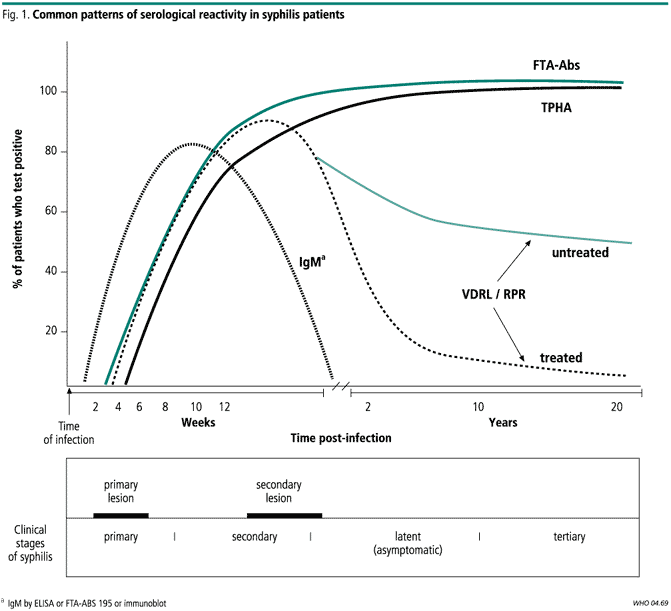 Fig. 1. Common patterns of serological reactivity in syphilis patients
FTA-Abs
100
TPHA
% of patients who test positive
80
60
untreated
IgMa
40
VDRL / RPR
20
treated
2 4 6 8 10 12 2 10 20
Time
of infection
Weeks
Years
Time post-infection
primary
lesion
secondary
lesion
Clinical
stages
of syphilis
primary
secondary
latent
(asymptomatic)
tertiary
a IgM by ELISA or FTA-ABS 195 or immunoblot
WHO 04.69